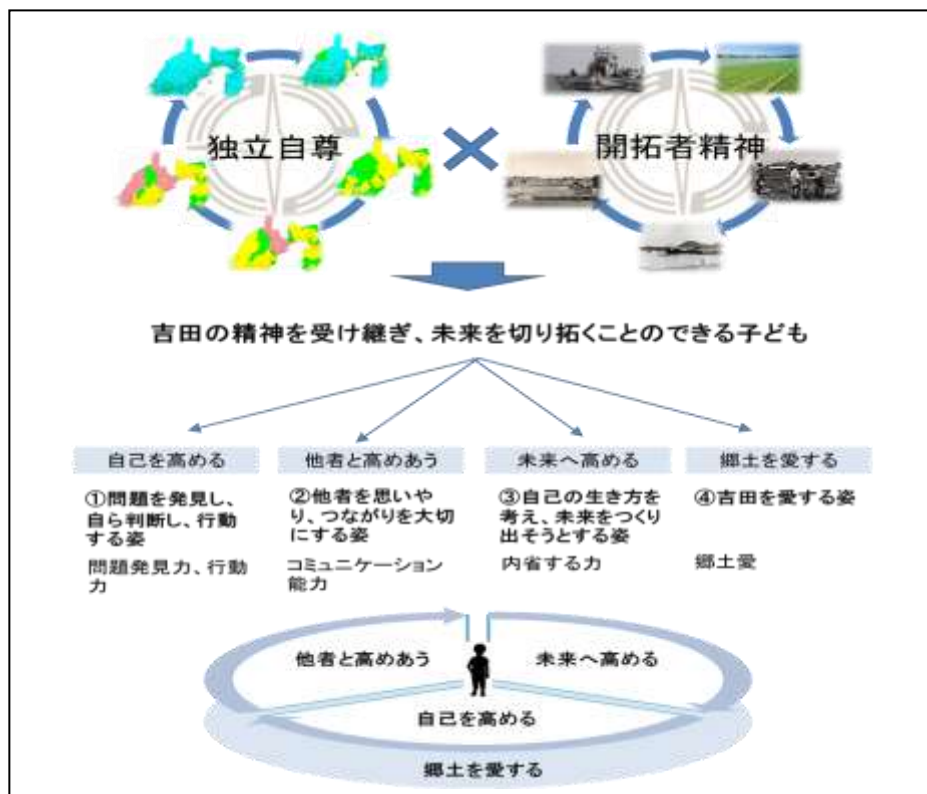 独立自尊
開拓者精神
吉田の精神を受け継ぎ、未来を切り拓くことのできる子ども
自己を高める
他者と高めあう
未来へ高める
郷土を愛する
①問題を発見し、
自ら判断し、行動
する姿
問題発見力、行動
力
②他者を思いや
り、つながりを大切
にする姿
コミュニケーション
能力
③自己の生き方を
考え、未来をつくり
出そうとする姿
内省する力
④吉田を愛する姿
郷土愛
他者と高めあう
未来へ高める
自己を高める
郷土を愛する